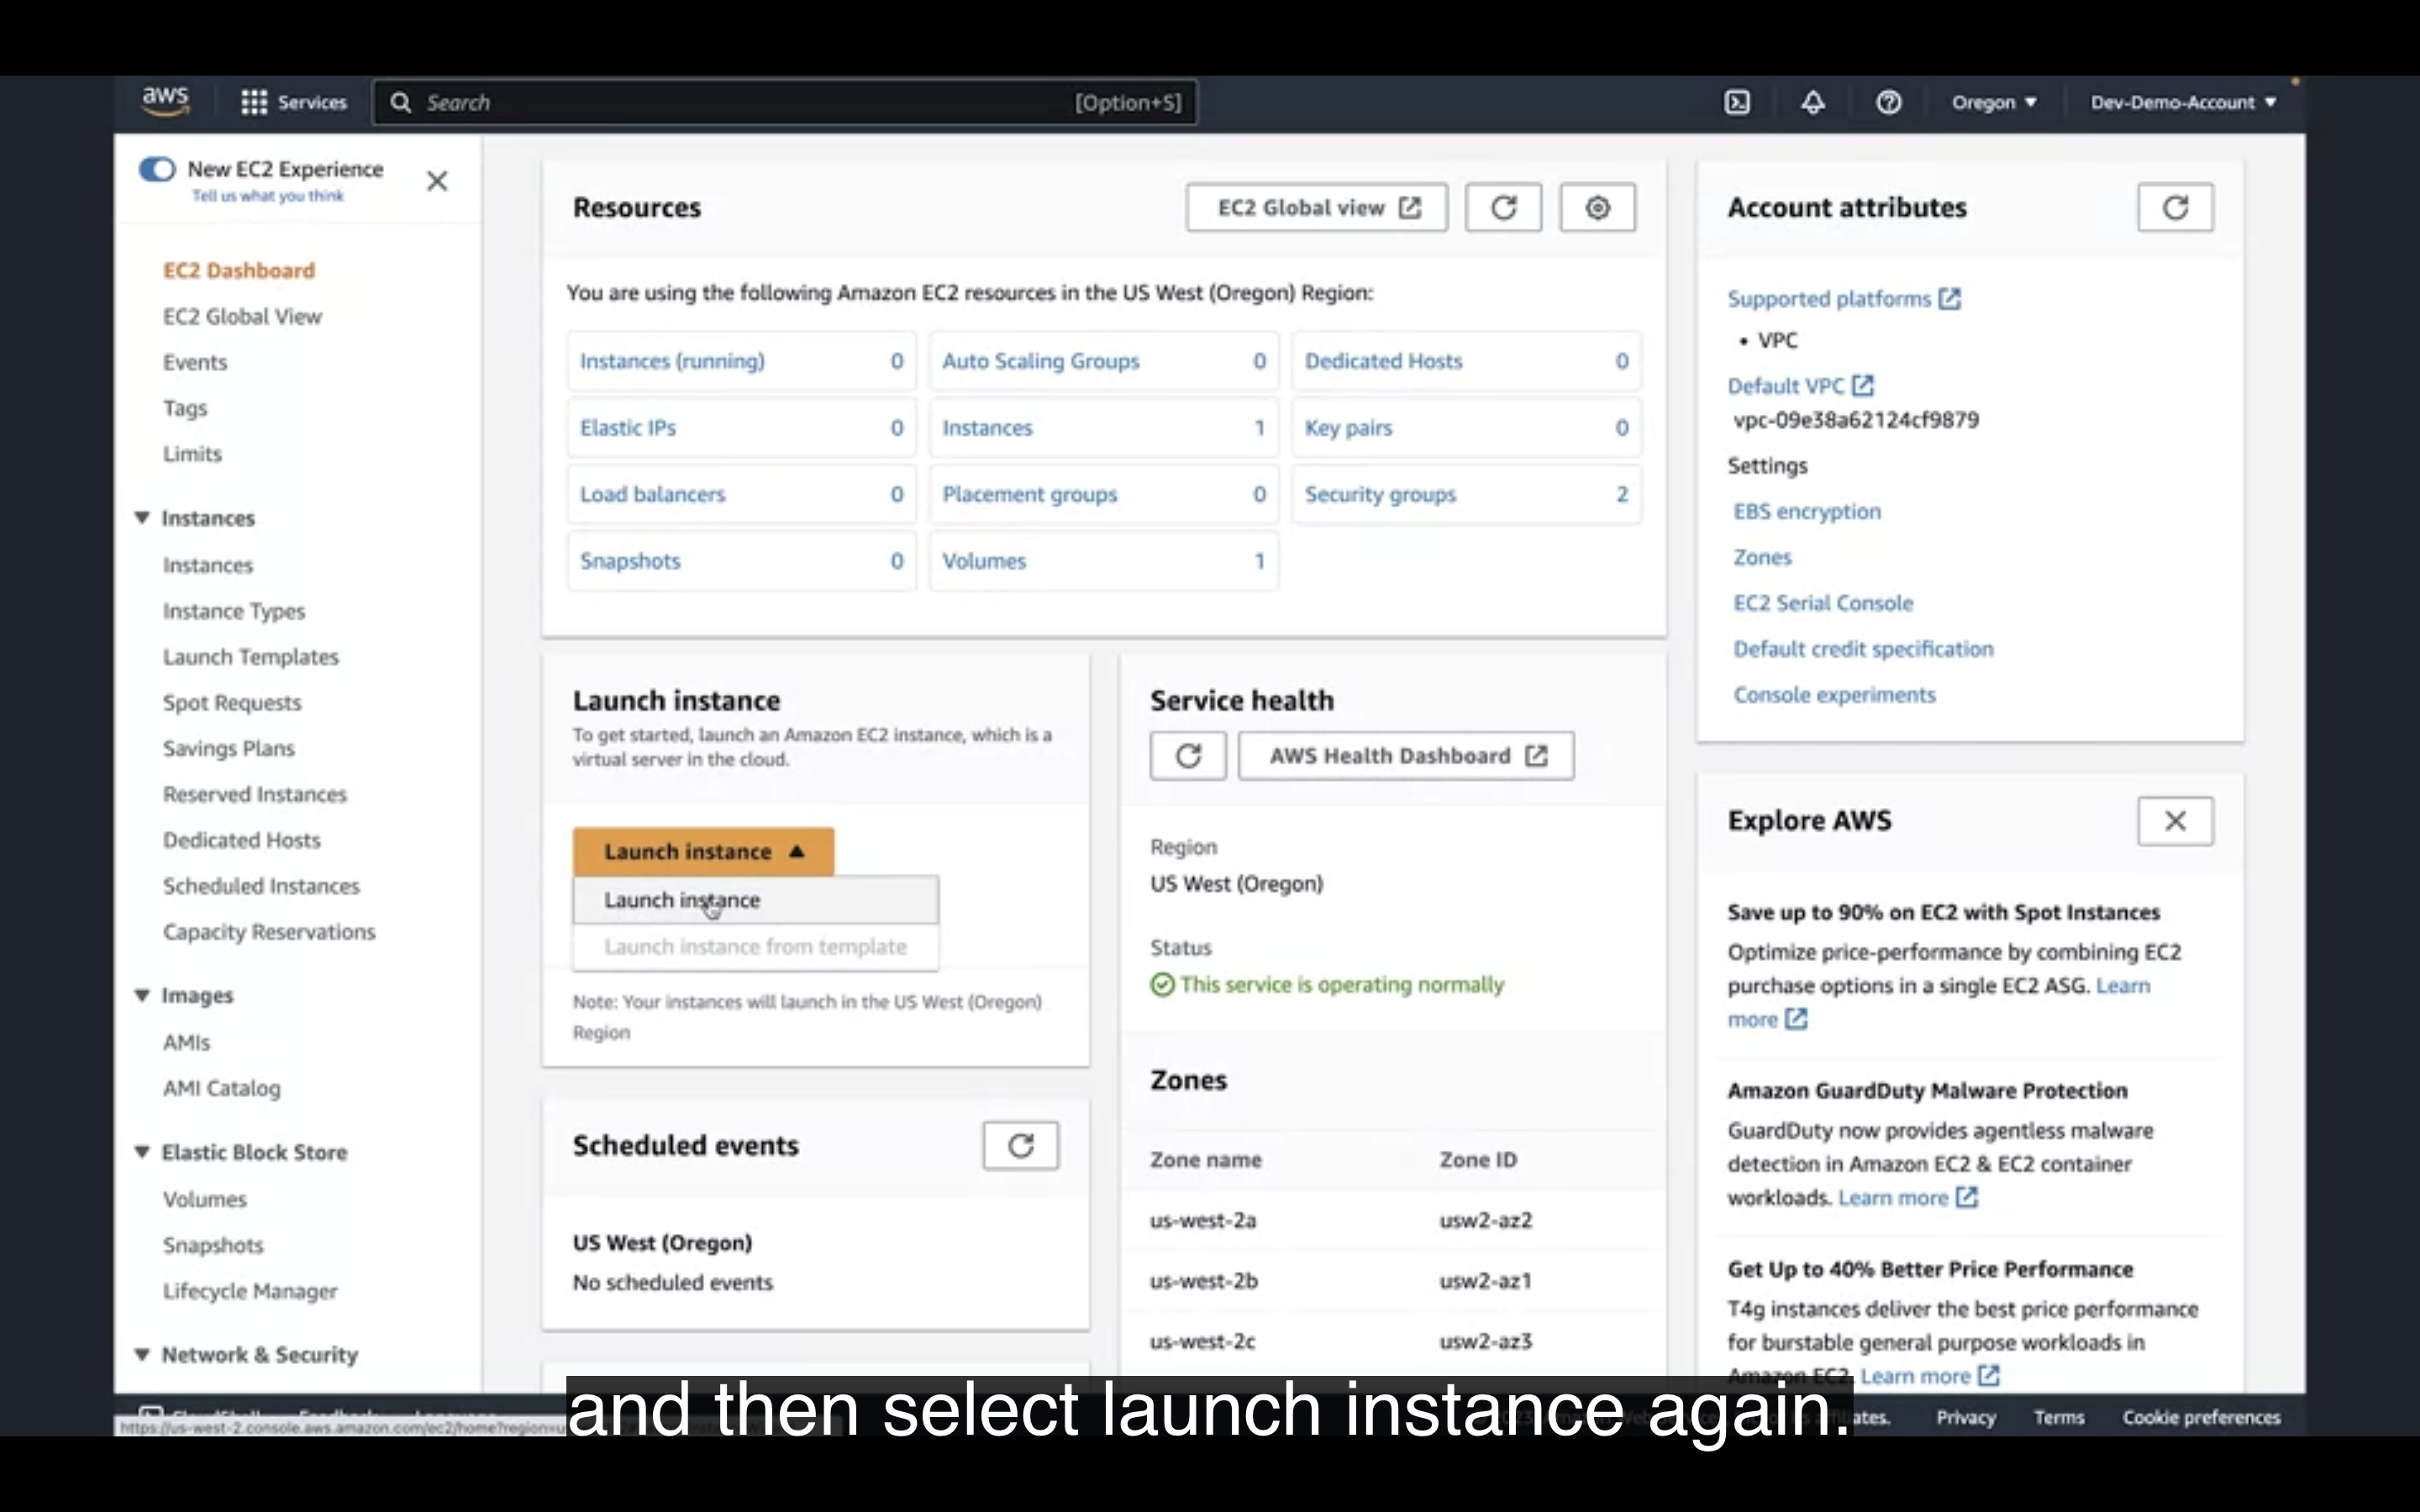 aws
Services
Search
[Option+S]
Oregon
Dev-Demo-Account
New EC2 Experience
Tell us what you think
EC2 Dashboard
EC2 Global View
Events
Tags
Limits
Instances
Instances
Instance Types
Launch Templates
Spot Requests
Savings Plans
Reserved Instances
Dedicated Hosts
Scheduled Instances
Capacity Reservations
Images
AMIs
AMI Catalog
Elastic Block Store
Volumes
Snapshots
Lifecycle Manager
Network & Security
Resources
EC2 Global view
You are using the following Amazon EC2 resources in the US West (Oregon) Region:
Instances (running) 0
Auto Scaling Groups 0
Dedicated Hosts 0
Elastic IPs 0
Instances 1
Key pairs 0
Load balancers 0
Placement groups 0
Security groups 2
Snapshots 0
Volumes 1
Launch instance
To get started, launch an Amazon EC2 instance, which is a
virtual server in the cloud.
Launch instance
Launch instance
Launch instance from template
Note: Your instances will launch in the US West (Oregon)
Region
Scheduled events
US West (Oregon)
No scheduled events
Service health
AWS Health Dashboard
Region
US West (Oregon)
Status
This service is operating normally
Zones
Zone name Zone ID
us-west-2a usw2-az2
us-west-2b usw2-az1
us-west-2c usw2-az3
Account attributes
Supported platforms
• VPC
Default VPC
vpc-09e38a62124cf9879
Settings
EBS encryption
Zones
EC2 Serial Console
Default credit specification
Console experiments
Explore AWS
Save up to 90% on EC2 with Spot Instances
Optimize price-performance by combining EC2
purchase options in a single EC2 ASG. Learn
more
Amazon GuardDuty Malware Protection
GuardDuty now provides agentless malware
detection in Amazon EC2 & EC2 container
workloads. Learn more
Get Up to 40% Better Price Performance
T4g instances deliver the best price performance
for burstable general purpose workloads in
Amazon EC2. Learn more
https://us-west-2.console.aws.amazon.com/ec2/home?region=u
and then select launch instance again.
Privacy
Terms
Cookie preferences